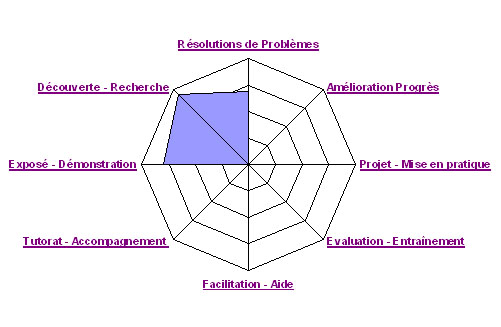 Résolutions de Problèmes
Découverte - Recherche
Amélioration Progrès
Exposé - Démonstration
Projet - Mise en pratique
Tutorat - Accompagnement
Evaluation - Entraînement
Facilitation - Aide